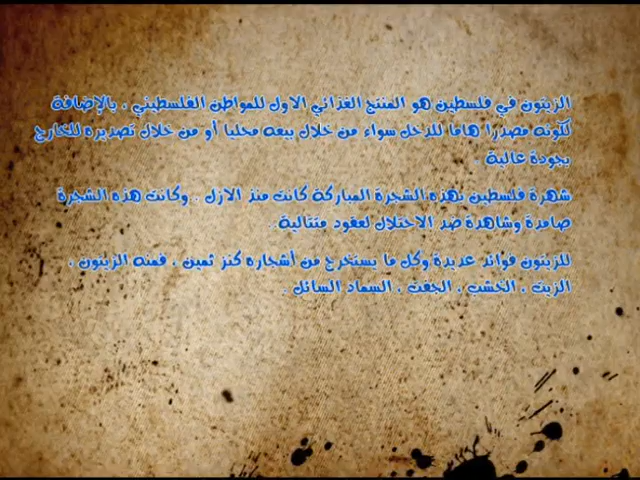 الزيتون في فلسطين هو المنتج الغذائي الاول للمواطن الفلسطيني ، بالإضافة
لكونه مصدرا هاما للدخل سواء من خلال بيعه محليا أو من خلال تصديره للخارج
بجودة عالية .
شهرة فلسطين بهذه الشجرة المباركة كانت منذ الازل . وكانت هذه الشجرة
صامدة وشاهدة ضد الاحتلال لعقود متتالية .
للزيتون فوائد عديدة وكل ما يستخرج من أشجاره كنز ثمين ، فمنه الزيتون ،
الزيت ، الخشب ، الجفت ، السماد السائل .